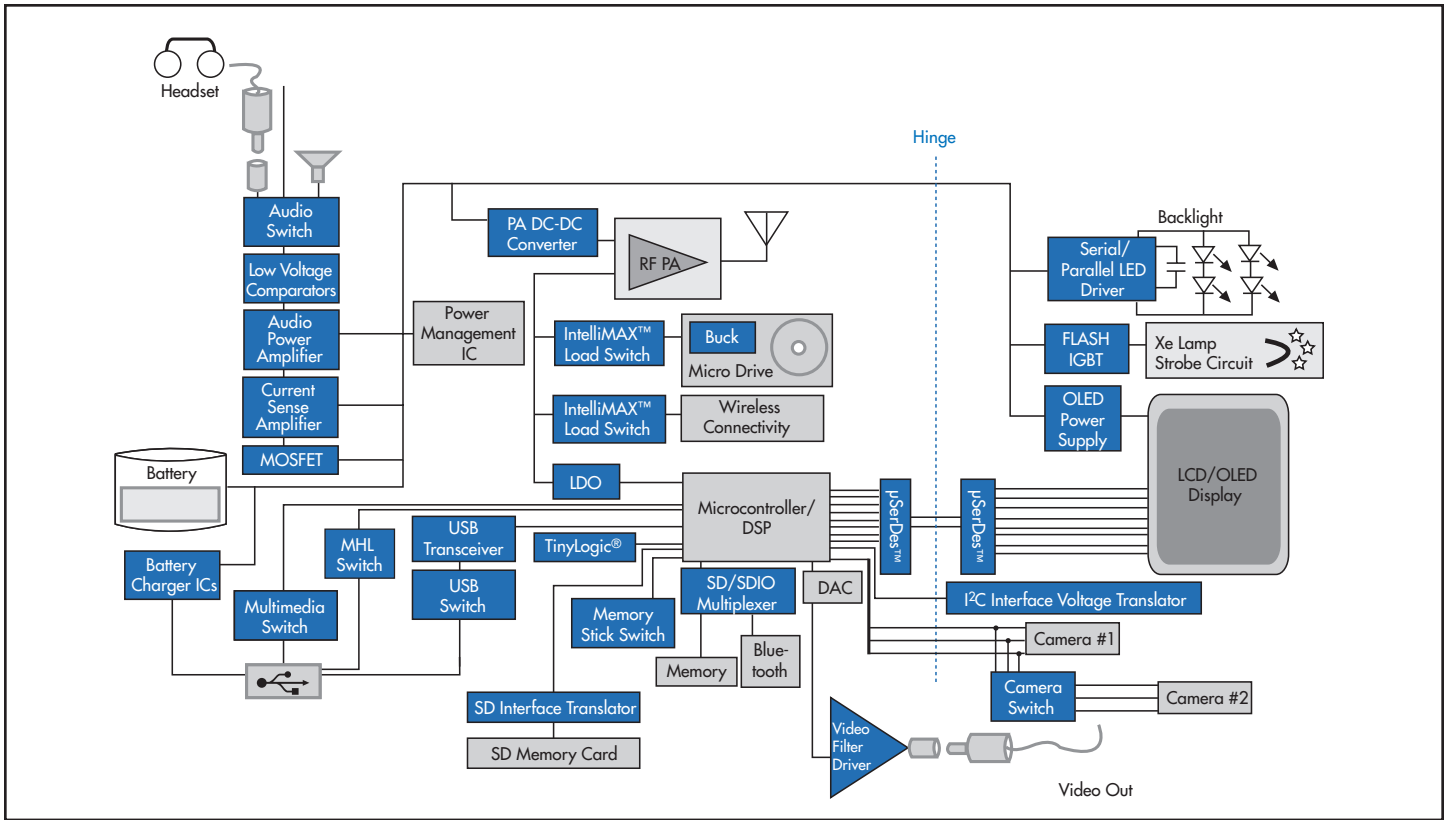 Headset
Hinge
Audio
Switch
PA DC-DC
Converter
RF PA
Backlight
Serial/
Parallel LED
Driver
Low Voltage
Comparators
Audio
Power
Amplifier
Power
Management
IC
IntelliMAX™
Load Switch
Buck
Micro Drive
FLASH
IGBT
Xe Lamp
Strobe Circuit
Current
Sense
Amplifier
IntelliMAX™
Load Switch
Wireless
Connectivity
OLED
Power
Supply
MOSFET
Battery
LDO
Microcontroller/
DSP
µSerDes™
µSerDes™
LCD/OLED
Display
MHL
Switch
USB
Transceiver
TinyLogic®
Battery
Charger ICs
Multimedia
Switch
USB
Switch
Memory
Stick Switch
SD/SDIO
Multiplexer
DAC
I²C Interface Voltage Translator
Memory
Blue-
tooth
Camera #1
Camera
Switch
Camera #2
SD Interface Translator
SD Memory Card
Video
Filter
Driver
Video Out